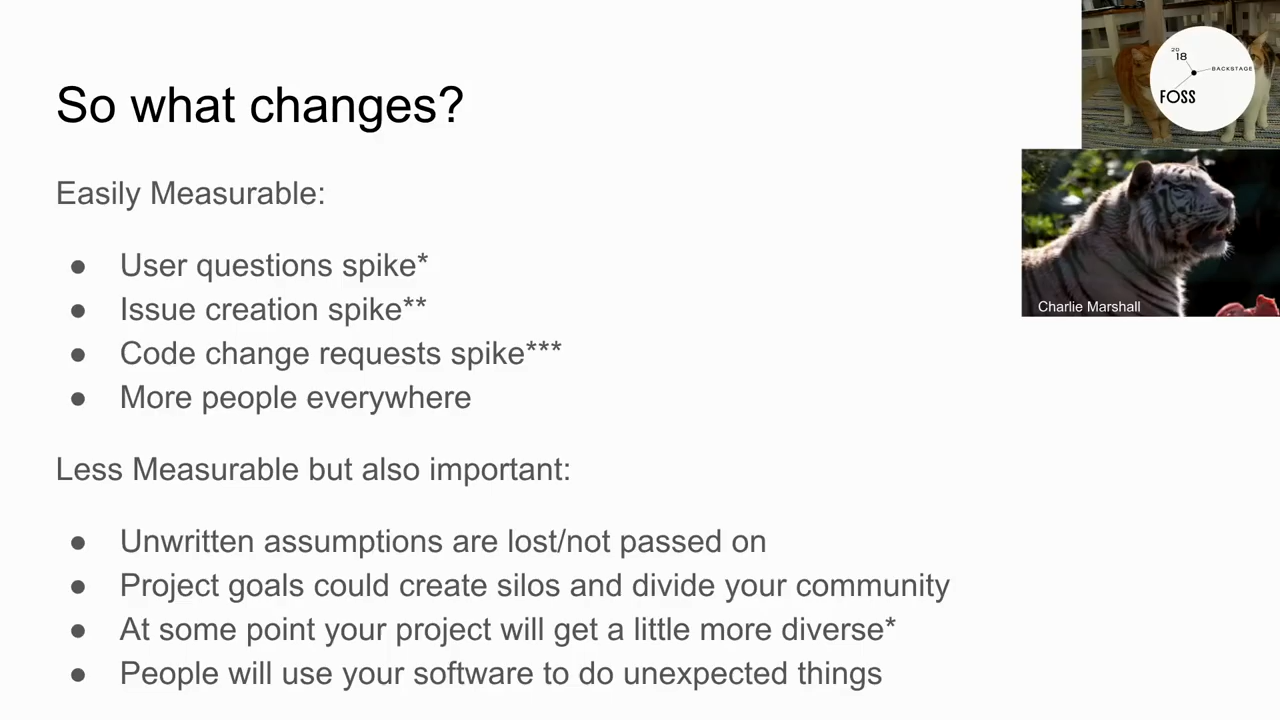 So what changes?
Easily Measurable:
● User questions spike*
● Issue creation spike**
● Code change requests spike***
● More people everywhere
Less Measurable but also important:
● Unwritten assumptions are lost/not passed on
● Project goals could create silos and divide your community
● At some point your project will get a little more diverse*
● People will use your software to do unexpected things
20
18
BACKSTAGE
FOSS
Charlie Marshall